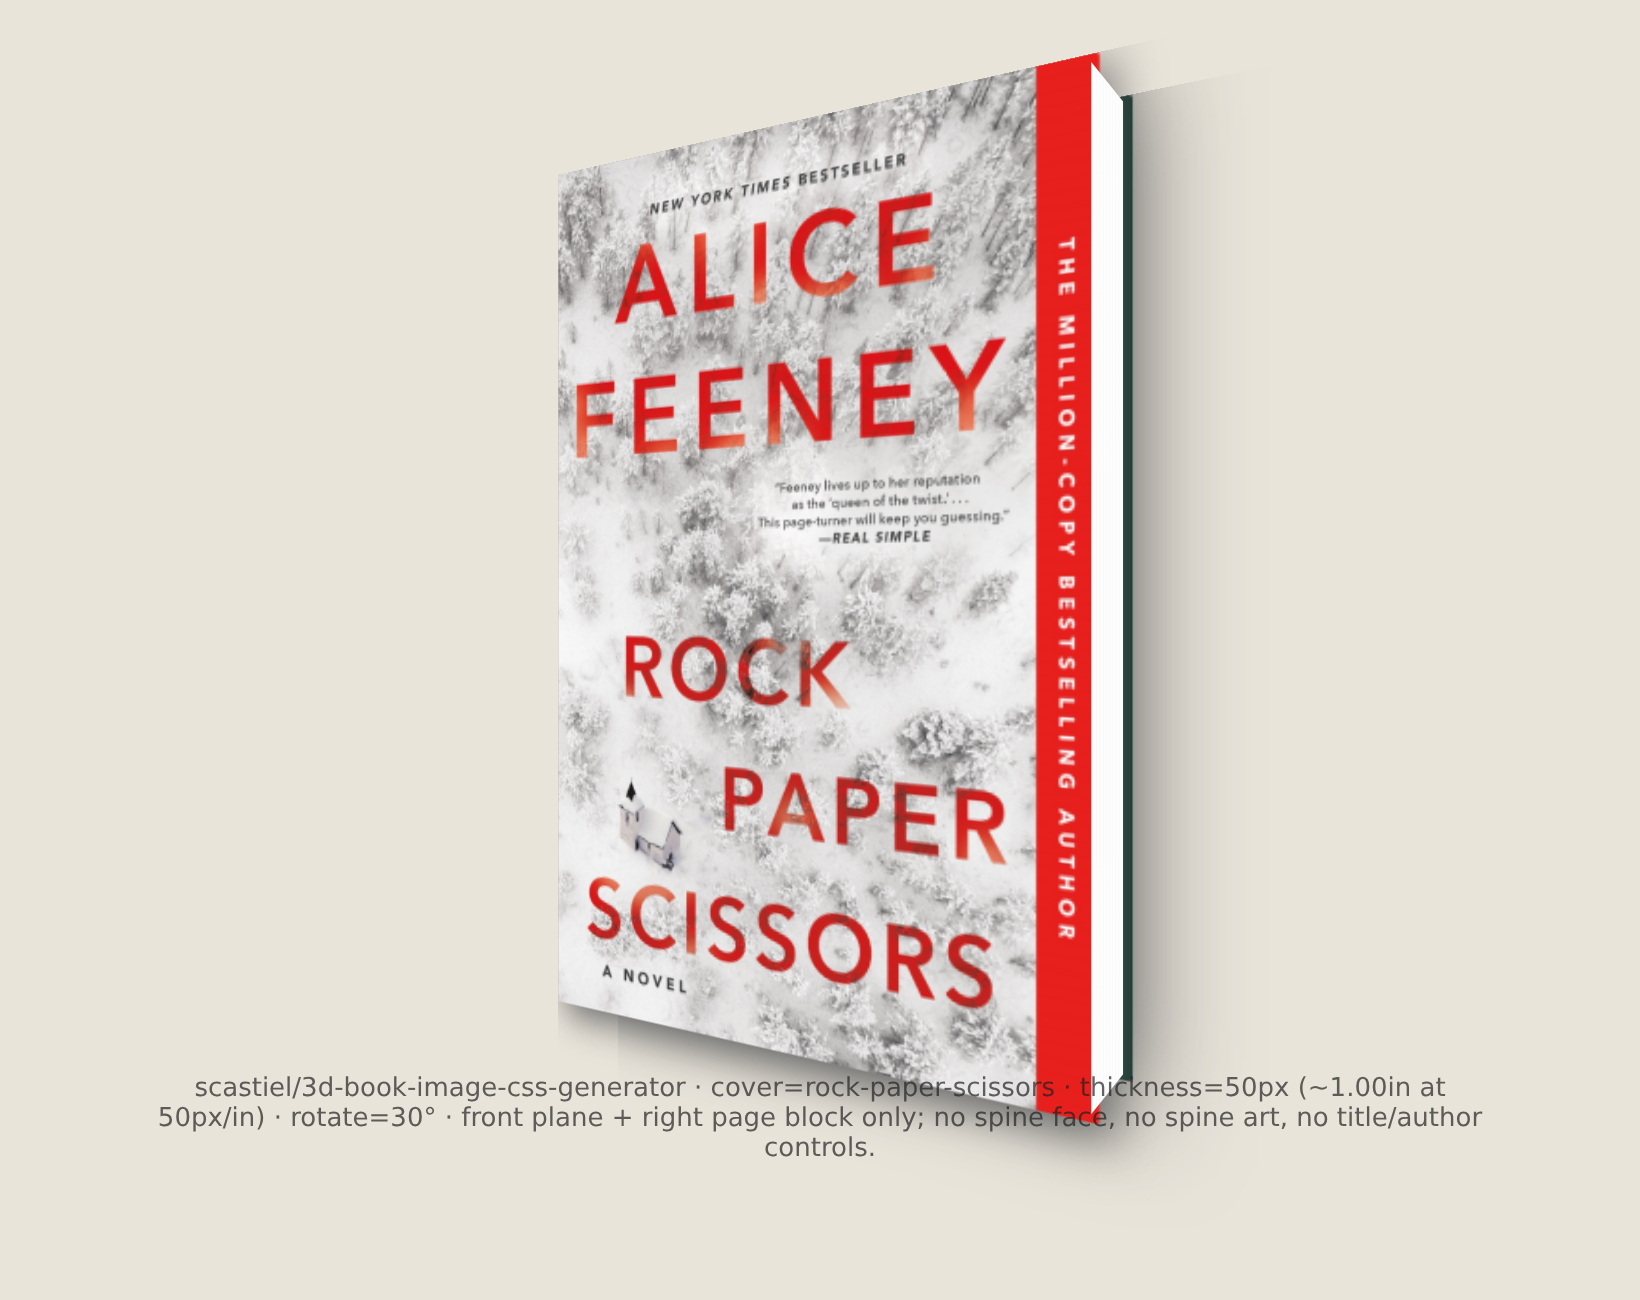 NEW YORK TIMES BESTSELLER
ALICE
FEENEY
"Feeney lives up to her reputation
as the 'queen of the twist.' . . .
This page-turner will keep you guessing."
—REAL SIMPLE
ROCK
PAPER
SCISSORS
A NOVEL
THE MILLION-COPY BESTSELLING AUTHOR
scastiel/3d-book-image-css-generator · cover=rock-paper-scissors · thickness=50px (~1.00in at
50px/in) · rotate=30° · front plane + right page block only; no spine face, no spine art, no title/author
controls.